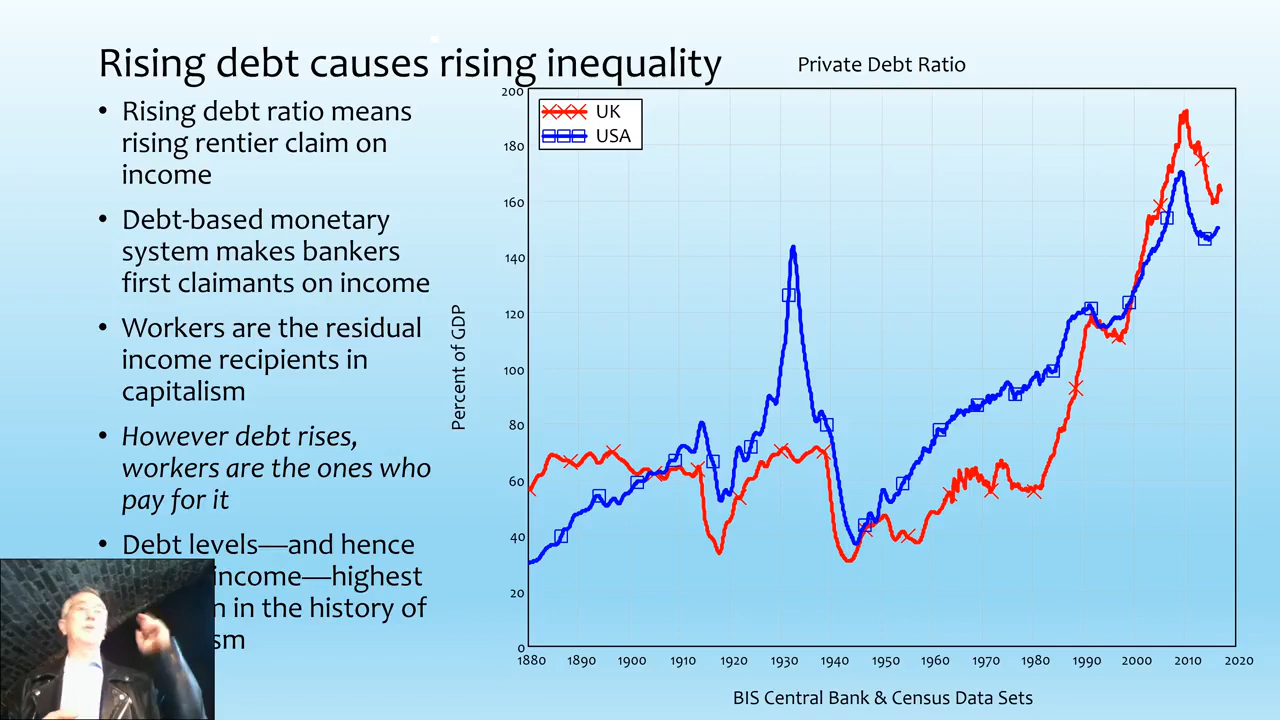 Rising debt causes rising inequality
• Rising debt ratio means
rising rentier claim on
income
• Debt-based monetary
system makes bankers
first claimants on income
• Workers are the residual
income recipients in
capitalism
• However debt rises,
workers are the ones who
pay for it
• Debt levels—and hence
income—highest
in the history of
Private Debt Ratio
UK
USA
Percent of GDP
200
180
160
140
120
100
80
60
40
20
0
1880 1890 1900 1910 1920 1930 1940 1950 1960 1970 1980 1990 2000 2010 2020
BIS Central Bank & Census Data Sets